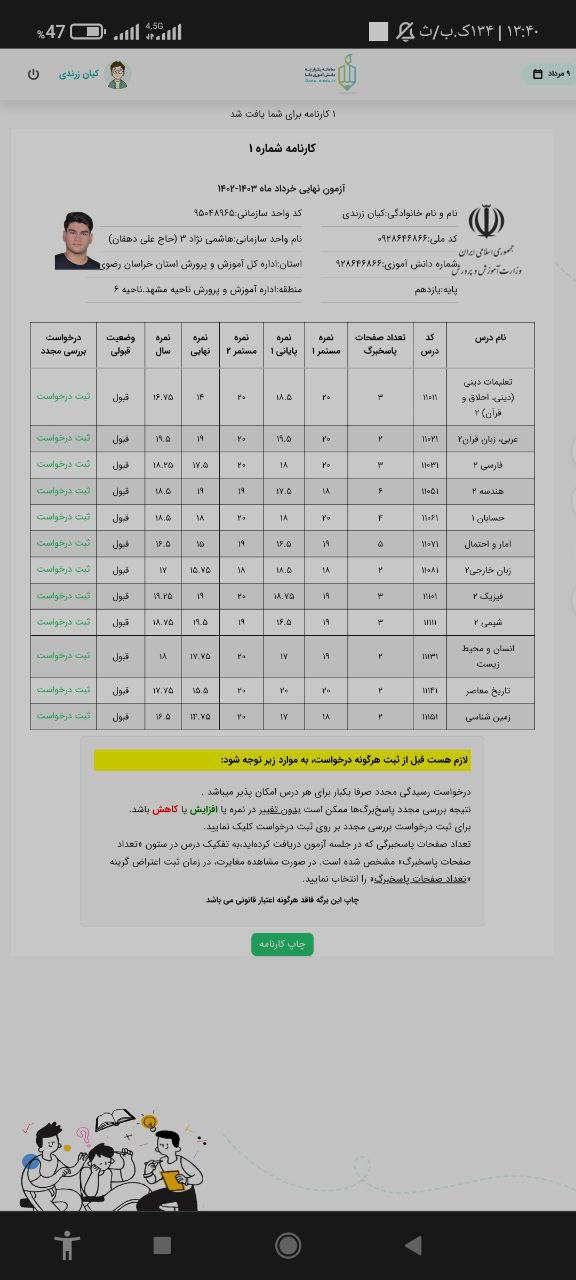 ۱۳:۴۰ | ۱۳۴ک.ب/ث
4.5G
%47
۹ مرداد
کیان زرندی
۱ کارنامه برای شما یافت شد
کارنامه شماره ۱
آزمون نهایی خرداد ماه ۱۴۰۳-۱۴۰۲
نام و نام خانوادگی:کیان زرندی کد واحد سازمانی:۹۵۰۴۸۹۶۵
کد ملی:۰۹۲۸۶۴۶۸۶۶ نام واحد سازمانی:هاشمی نژاد ۳ (حاج علی دهقان)
شماره دانش آموزی:۹۲۸۶۴۶۸۶۶ استان:اداره کل آموزش و پرورش استان خراسان رضوی
پایه:یازدهم منطقه:اداره آموزش و پرورش ناحیه مشهد.ناحیه ۶
جمهوری اسلامی ایران
وزارت آموزش و پرورش
نام درس کد درس تعداد صفحات پاسخبرگ نمره مستمر ۱ نمره پایانی ۱ نمره مستمر ۲ نمره نهایی نمره سال وضعیت قبولی درخواست بررسی مجدد
تعلیمات دینی (دینی، اخلاق و قرآن) ۲ ۱۱۰۱۱ ۳ ۲۰ ۱۸.۵ ۲۰ ۱۴ ۱۶.۷۵ قبول ثبت درخواست
عربی، زبان قرآن۲ ۱۱۰۲۱ ۲ ۲۰ ۱۹.۵ ۲۰ ۱۹ ۱۹.۵ قبول ثبت درخواست
فارسی ۲ ۱۱۰۳۱ ۳ ۲۰ ۱۸ ۲۰ ۱۷.۵ ۱۸.۲۵ قبول ثبت درخواست
هندسه ۲ ۱۱۰۵۱ ۶ ۱۸ ۱۷.۵ ۱۹ ۱۹ ۱۸.۵ قبول ثبت درخواست
حسابان ۱ ۱۱۰۶۱ ۴ ۲۰ ۱۸ ۲۰ ۱۸ ۱۸.۵ قبول ثبت درخواست
آمار و احتمال ۱۱۰۷۱ ۵ ۱۹ ۱۶.۵ ۱۹ ۱۵ ۱۶.۵ قبول ثبت درخواست
زبان خارجی۲ ۱۱۰۸۱ ۲ ۱۸ ۱۸.۵ ۱۸ ۱۵.۷۵ ۱۷ قبول ثبت درخواست
فیزیک ۲ ۱۱۱۰۱ ۳ ۱۹ ۱۸.۷۵ ۲۰ ۱۹ ۱۹.۲۵ قبول ثبت درخواست
شیمی ۲ ۱۱۱۱۱ ۳ ۱۹ ۱۶.۵ ۲۰ ۱۹.۵ ۱۸.۷۵ قبول ثبت درخواست
انسان و محیط زیست ۱۱۱۳۱ ۲ ۱۹ ۱۷ ۲۰ ۱۷.۷۵ ۱۸ قبول ثبت درخواست
تاریخ معاصر ۱۱۱۴۱ ۲ ۲۰ ۲۰ ۲۰ ۱۵.۵ ۱۷.۷۵ قبول ثبت درخواست
زمین شناسی ۱۱۱۵۱ ۲ ۱۸ ۱۷ ۲۰ ۱۴.۷۵ ۱۶.۵ قبول ثبت درخواست
لازم هست قبل از ثبت هرگونه درخواست، به موارد زیر توجه شود:
درخواست رسیدگی مجدد صرفا یکبار برای هر درس امکان پذیر میباشد .
نتیجه بررسی مجدد پاسخ‌برگ‌ها ممکن است بدون تغییر در نمره یا افزایش یا کاهش باشد.
برای ثبت درخواست بررسی مجدد بر روی ثبت درخواست کلیک نمایید.
تعداد صفحات پاسخبرگی که در جلسه آزمون دریافت کرده‌اید،به تفکیک درس در ستون «تعداد
صفحات پاسخبرگ» مشخص شده است. در صورت مشاهده مغایرت، در زمان ثبت اعتراض گزینه
«تعداد صفحات پاسخبرگ» را انتخاب نمایید.
چاپ این برگه فاقد هرگونه اعتبار قانونی می باشد
چاپ کارنامه